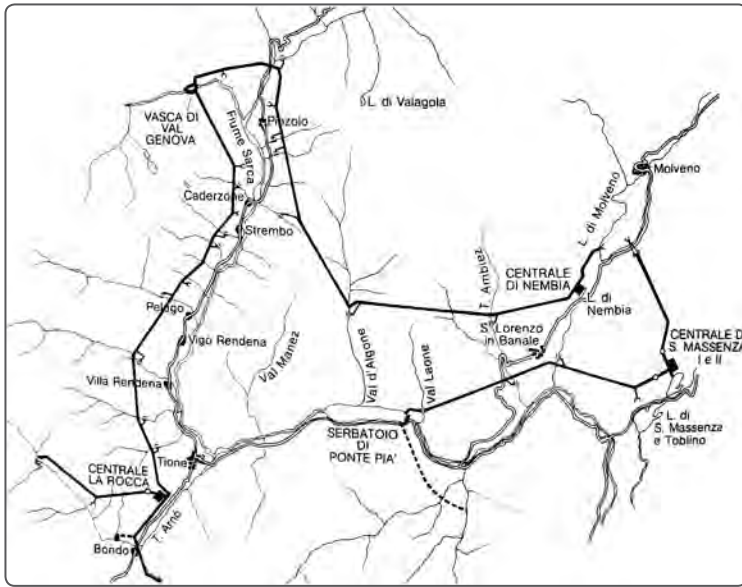 L. di Valagola
VASCA DI
VAL
GENOVA
Pinzolo
Fiume Sarca
Caderzone
Strembo
Pelugo
Vigo Rendena
Villa Rendena
Tione
CENTRALE
LA ROCCA
T. Arnò
Bondo
Val Manez
Val d'Algone
Val Laone
SERBATOIO
DI
PONTE PIA'
T. Ambiez
S. Lorenzo
in Banale
CENTRALE
DI NEMBIA
L. di
Nembia
L. di Molveno
Molveno
CENTRALE D
S. MASSENZA
I e II
L. di
S. Massenza
e Toblino